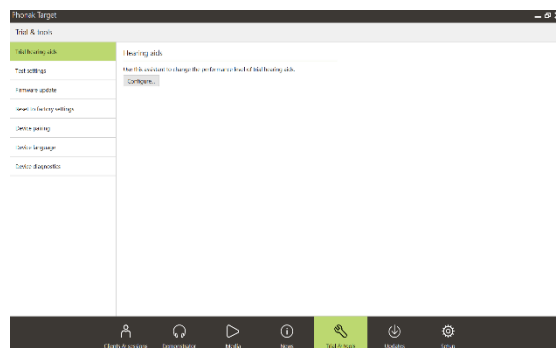 Phonak Target
Trial & tools
Trial hearing aids
Hearing aids
Test settings
Use this assistant to change the performance level of trial hearing aids.
Configure...
Firmware update
Reset to factory settings
Device pairing
Device language
Device diagnostics
Clients & sessions
Demonstrator
Media
News
Trial & tools
Updates
Setup